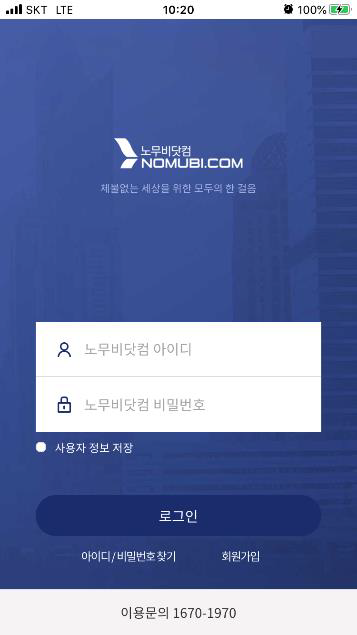 SKT LTE 10:20 100%
노무비닷컴
NOMUBI.COM
체불없는 세상을 위한 모두의 한 걸음
노무비닷컴 아이디
노무비닷컴 비밀번호
사용자 정보 저장
로그인
아이디/비밀번호찾기 회원가입
이용문의 1670-1970